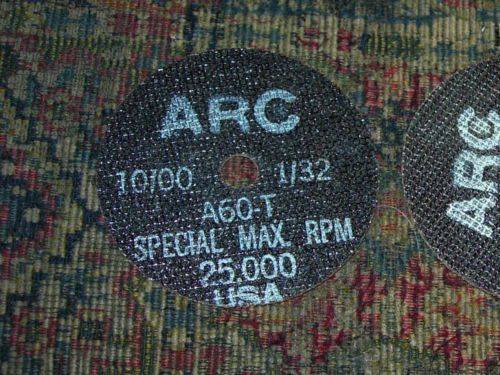 ARC
10/00 1/32
A60-T
SPECIAL MAX. RPM
25,000
USA
ARC